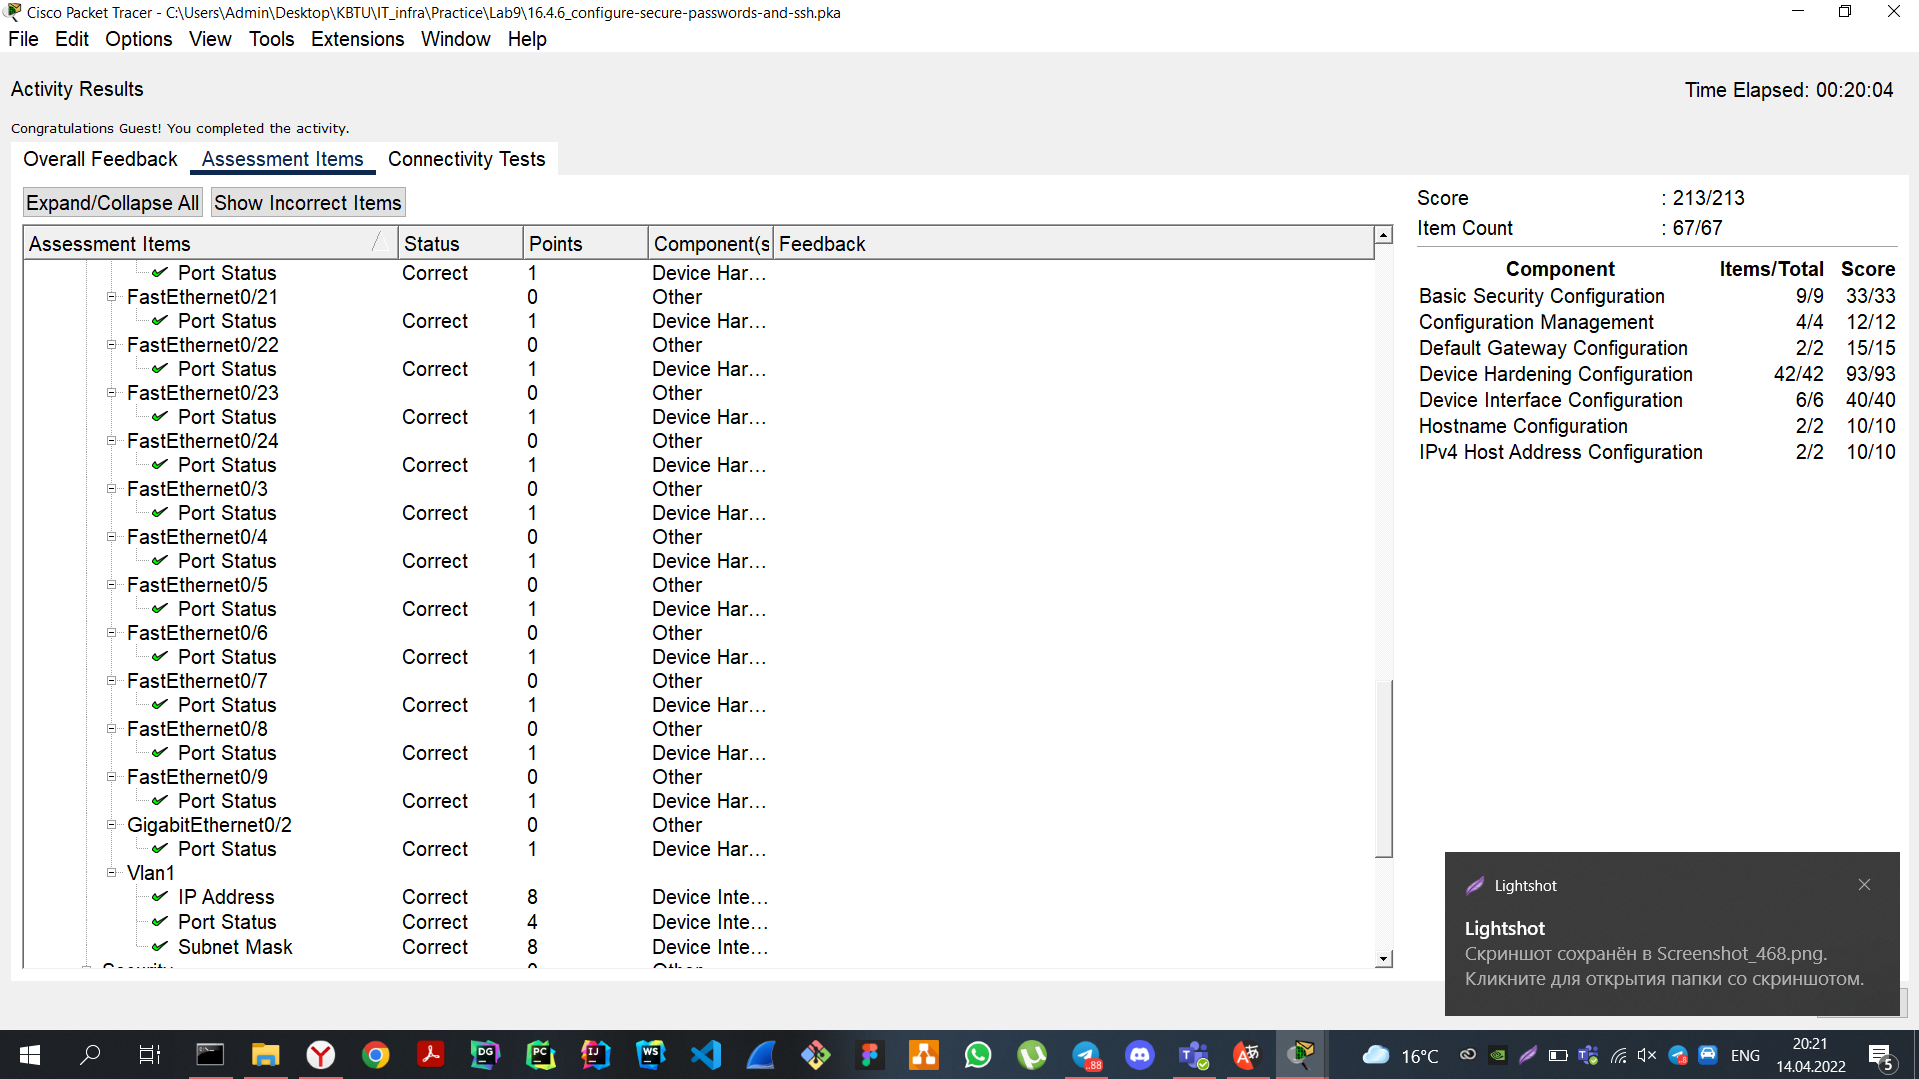 Cisco Packet Tracer - C:\Users\Admin\Desktop\KBTU\IT_infra\Practice\Lab9\16.4.6_configure-secure-passwords-and-ssh.pka
File Edit Options View Tools Extensions Window Help
Activity Results
Time Elapsed: 00:20:04
Congratulations Guest! You completed the activity.
Overall Feedback Assessment Items Connectivity Tests
Expand/Collapse All Show Incorrect Items
Assessment Items Status Points Component(s Feedback
Port Status Correct 1 Device Har...
FastEthernet0/21 0 Other
Port Status Correct 1 Device Har...
FastEthernet0/22 0 Other
Port Status Correct 1 Device Har...
FastEthernet0/23 0 Other
Port Status Correct 1 Device Har...
FastEthernet0/24 0 Other
Port Status Correct 1 Device Har...
FastEthernet0/3 0 Other
Port Status Correct 1 Device Har...
FastEthernet0/4 0 Other
Port Status Correct 1 Device Har...
FastEthernet0/5 0 Other
Port Status Correct 1 Device Har...
FastEthernet0/6 0 Other
Port Status Correct 1 Device Har...
FastEthernet0/7 0 Other
Port Status Correct 1 Device Har...
FastEthernet0/8 0 Other
Port Status Correct 1 Device Har...
FastEthernet0/9 0 Other
Port Status Correct 1 Device Har...
GigabitEthernet0/2 0 Other
Port Status Correct 1 Device Har...
Vlan1
IP Address Correct 8 Device Inte...
Port Status Correct 4 Device Inte...
Subnet Mask Correct 8 Device Inte...
Security 0 Other
Score : 213/213
Item Count : 67/67
Component Items/Total Score
Basic Security Configuration 9/9 33/33
Configuration Management 4/4 12/12
Default Gateway Configuration 2/2 15/15
Device Hardening Configuration 42/42 93/93
Device Interface Configuration 6/6 40/40
Hostname Configuration 2/2 10/10
IPv4 Host Address Configuration 2/2 10/10
Lightshot
Lightshot
Скриншот сохранён в Screenshot_468.png.
Кликните для открытия папки со скриншотом.
DG PC IJ WS
88
16°C
ENG
20:21
14.04.2022
5